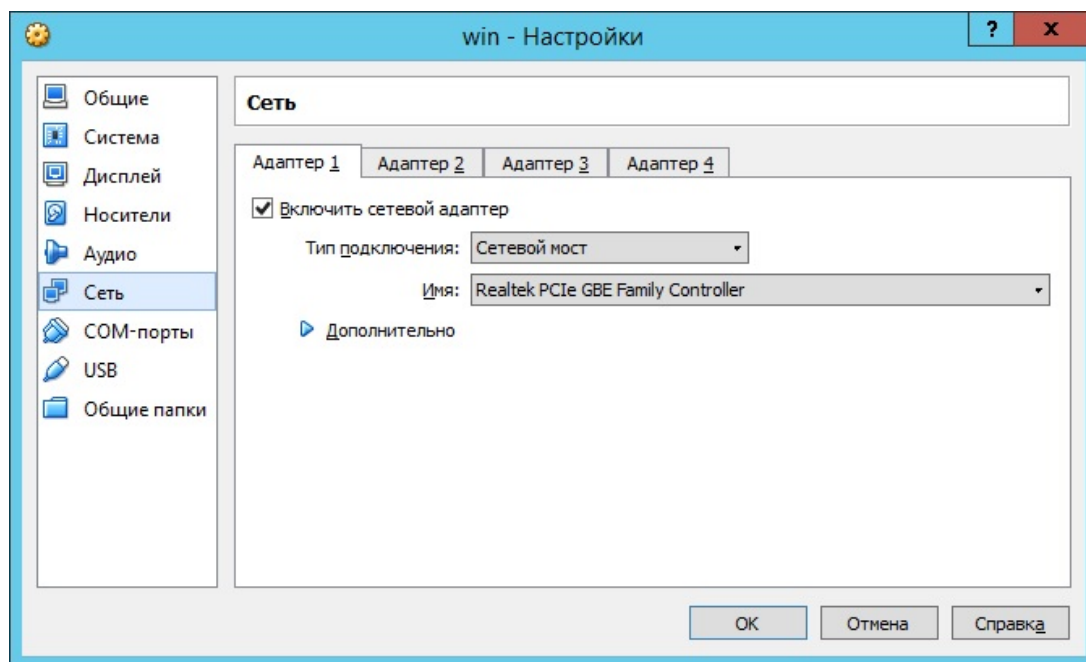 win - Настройки
?
x
Общие
Система
Дисплей
Носители
Аудио
Сеть
COM-порты
USB
Общие папки
Сеть
Адаптер 1
Адаптер 2
Адаптер 3
Адаптер 4
Включить сетевой адаптер
Тип подключения: Сетевой мост
Имя: Realtek PCIe GBE Family Controller
Дополнительно
OK
Отмена
Справка